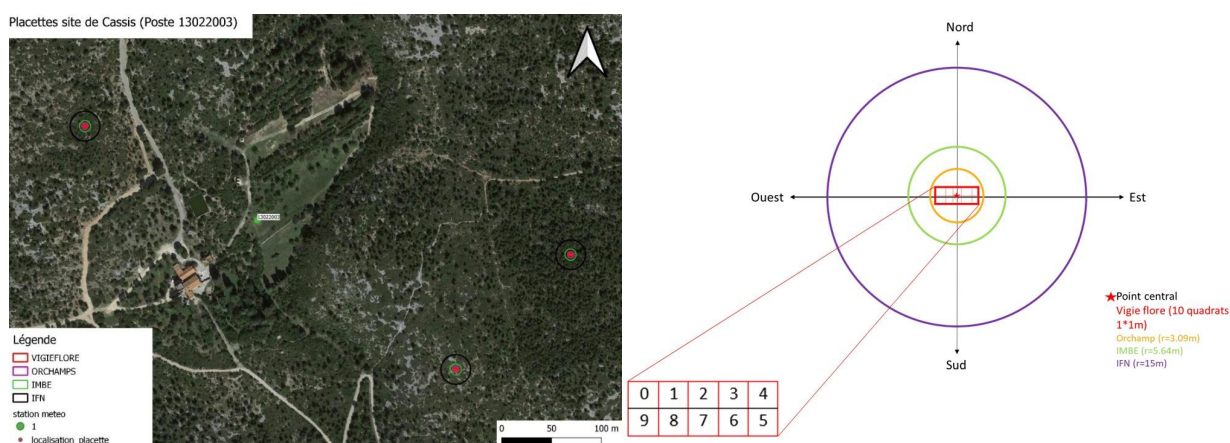 Placettes site de Cassis (Poste 13022003)
13022003
Légende
VIGIEFLORE
ORCHAMPS
IMBE
IFN
station meteo
1
localisation_placette
0 100 m
Nord
Ouest
Est
Sud
Point central
Vigie flore (10 quadrats
1*1m)
Orchamp (r=3.09m)
IMBE (r=5.64m)
IFN (r=15m)
0 1 2 3 4
9 8 7 6 5